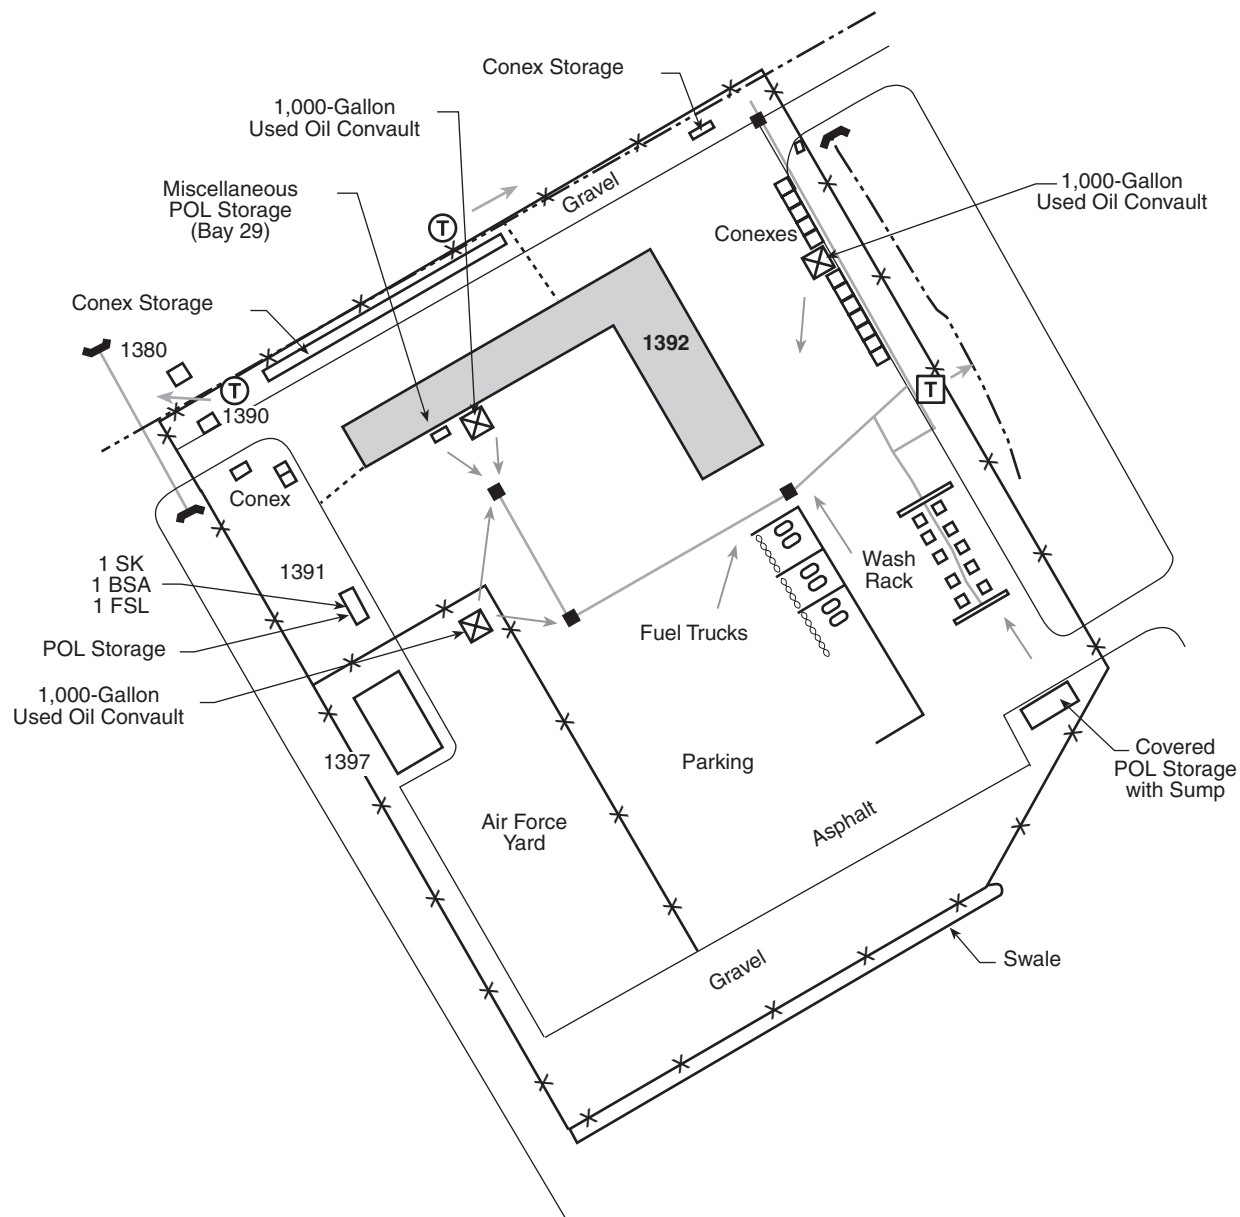 Conex Storage
1,000-Gallon
Used Oil Convault
Miscellaneous
POL Storage
(Bay 29)
T
Gravel
1,000-Gallon
Used Oil Convault
Conexes
Conex Storage
1380
1392
T
T
1390
Conex
1 SK
1 BSA
1 FSL
1391
Wash
Rack
Fuel Trucks
POL Storage
1,000-Gallon
Used Oil Convault
1397
Parking
Covered
POL Storage
with Sump
Air Force
Yard
Asphalt
Gravel
Swale